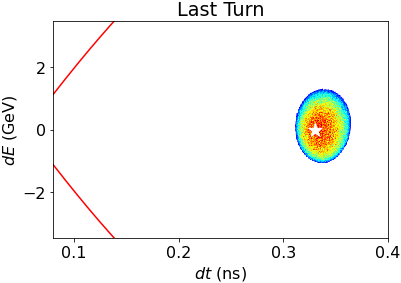 Last Turn
dE (GeV)
2
0
−2
0.1 0.2 0.3 0.4
dt (ns)